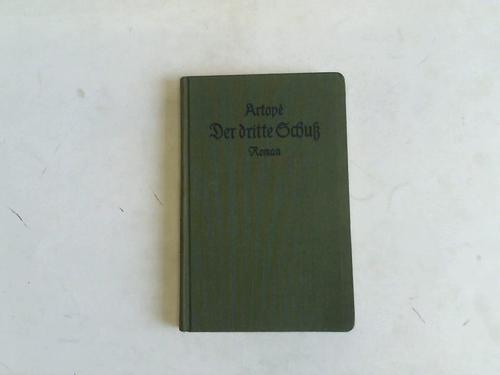 Artopé
Der dritte Schuß
Roman